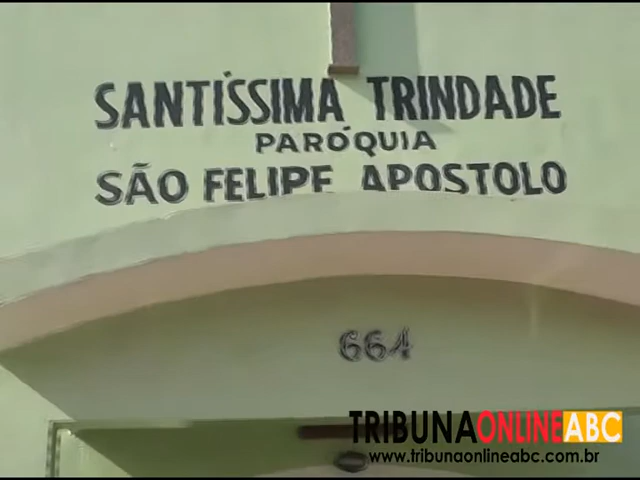 SANTÍSSIMA TRINDADE
PARÓQUIA
SÃO FELIPE APOSTOLO
664
TRIBUNAONLINEABC
www.tribunaonlineabc.com.br